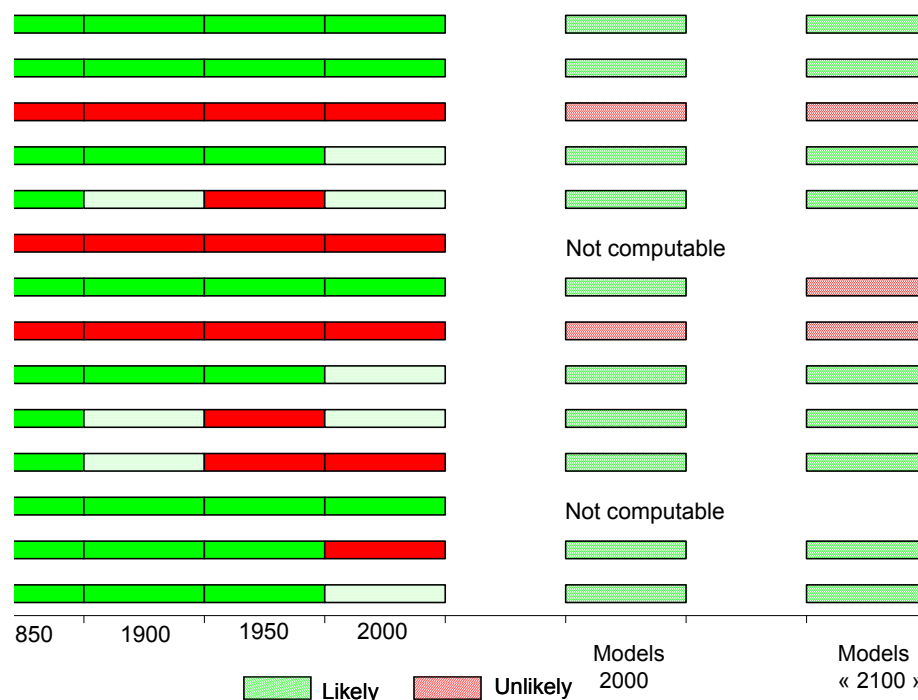 Not computable
Not computable
850 1900 1950 2000
Models Models
2000 « 2100 »
Likely Unlikely